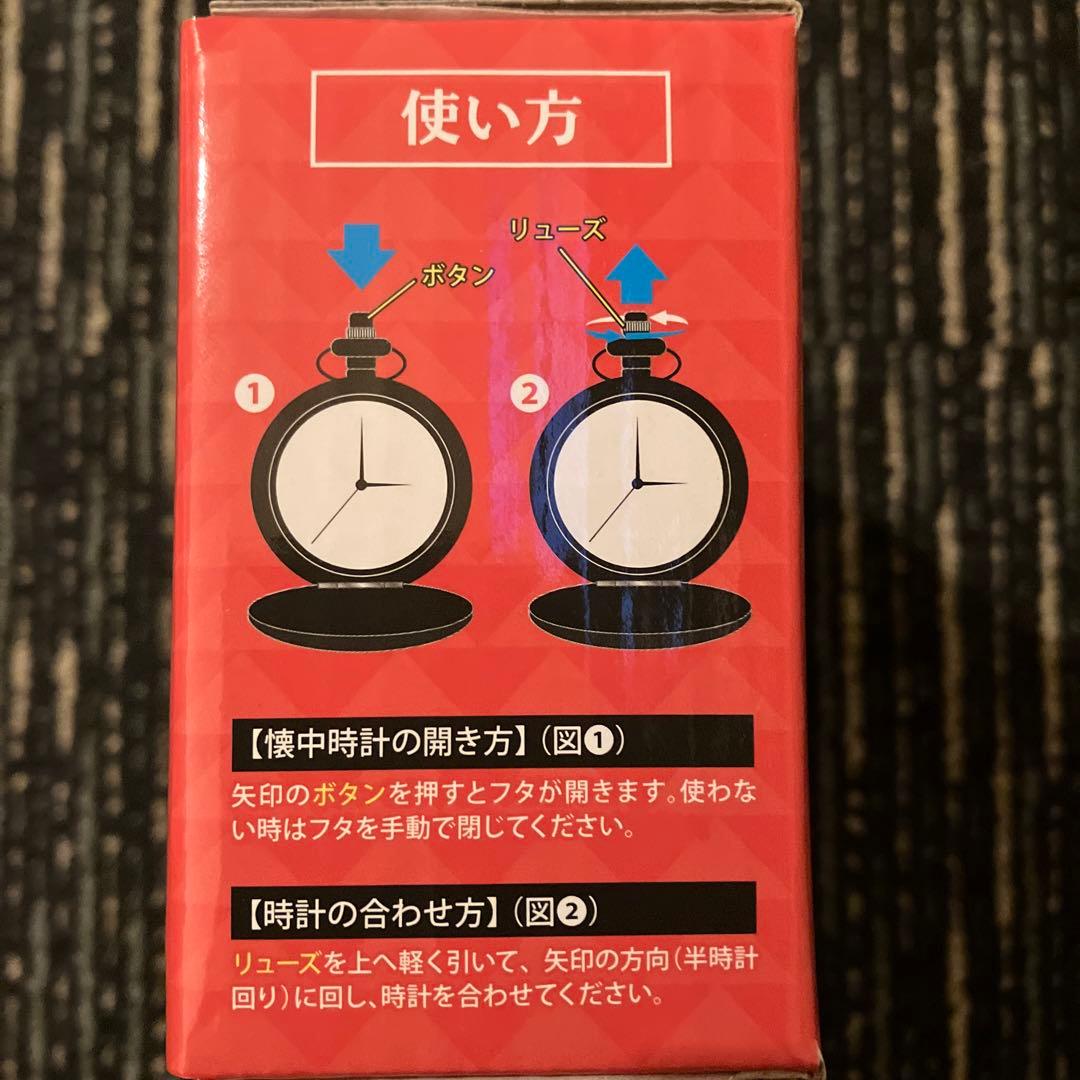 使い方
リューズ
ボタン
1
2
【懐中時計の開き方】（図❶）
矢印のボタンを押すとフタが開きます。使わな
い時はフタを手動で閉じてください。
【時計の合わせ方】（図❷）
リューズを上へ軽く引いて、矢印の方向（半時計
回り）に回し、時計を合わせてください。